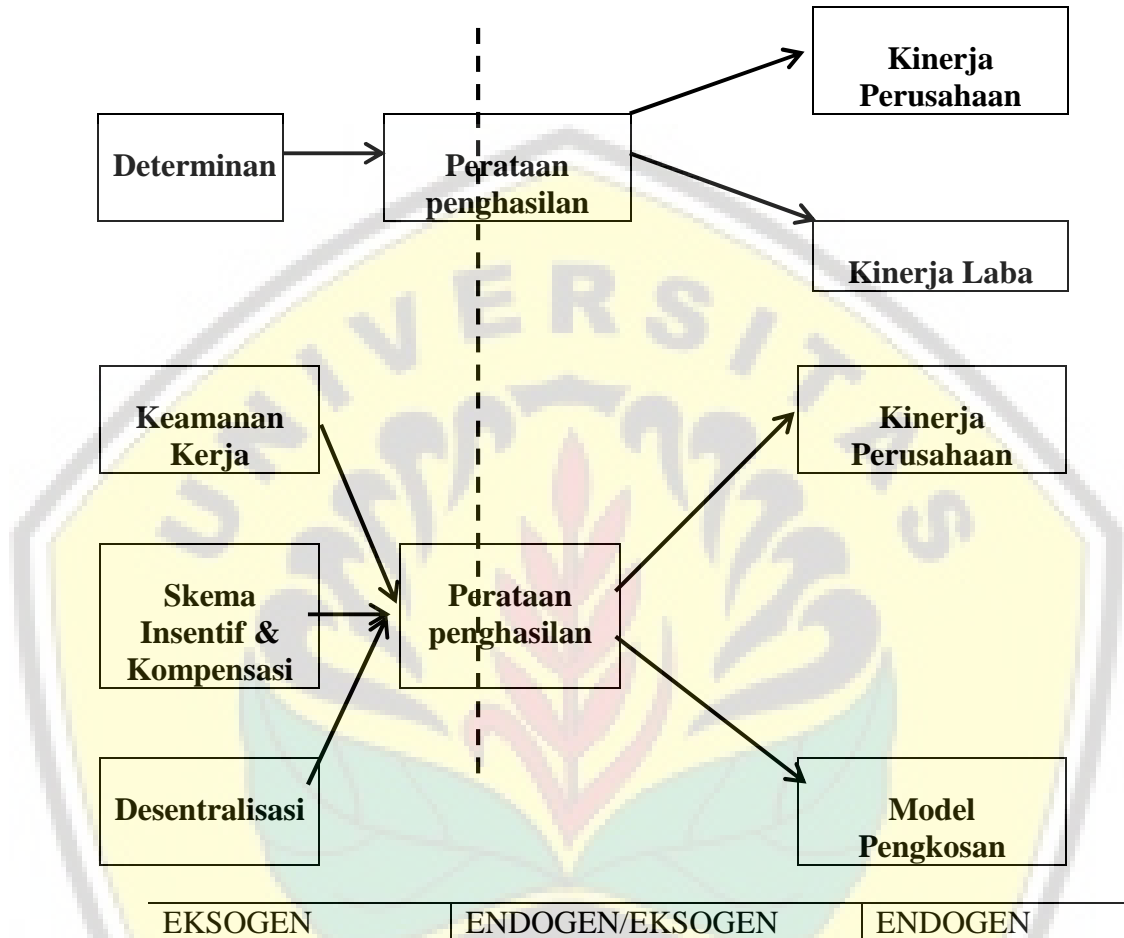 Kinerja
Perusahaan
Determinan
Perataan
penghasilan
Kinerja Laba
UNIVERSITAS
Keamanan
Kerja
Kinerja
Perusahaan
Skema
Insentif &
Kompensasi
Perataan
penghasilan
Desentralisasi
Model
Pengkosan
EKSOGEN ENDOGEN/EKSOGEN ENDOGEN